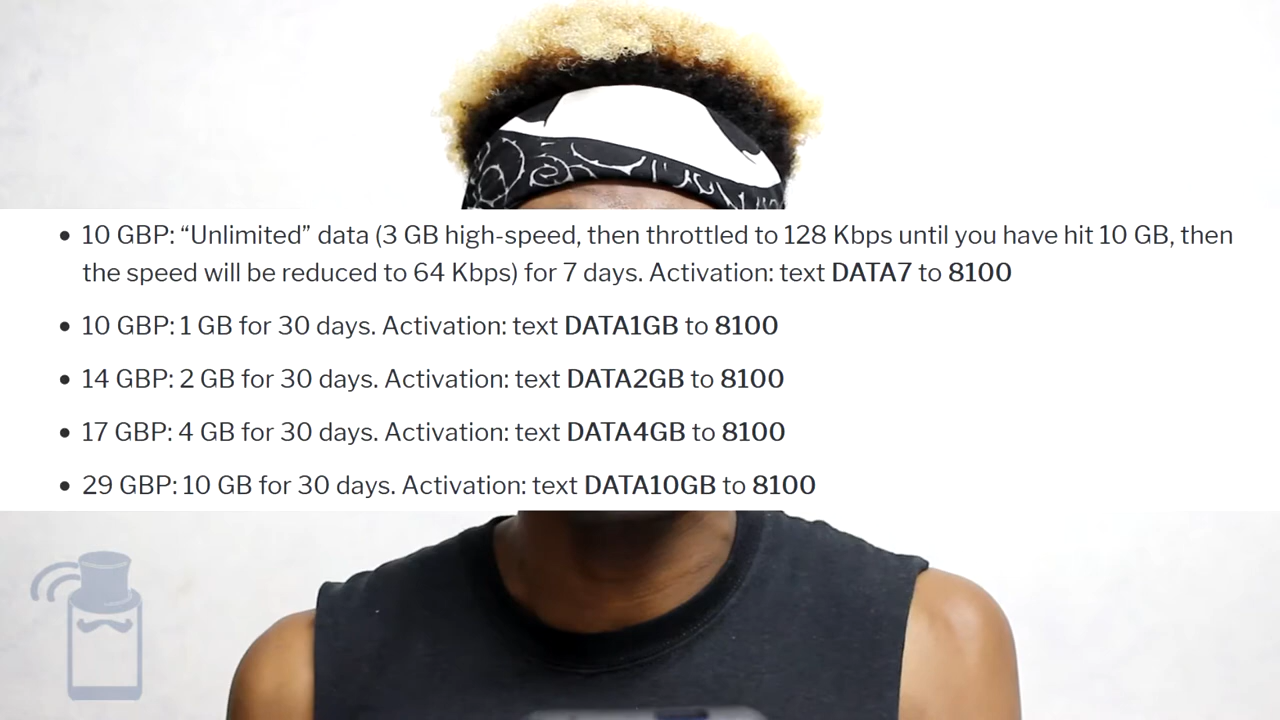 • 10 GBP: “Unlimited” data (3 GB high-speed, then throttled to 128 Kbps until you have hit 10 GB, then
the speed will be reduced to 64 Kbps) for 7 days. Activation: text DATA7 to 8100
• 10 GBP: 1 GB for 30 days. Activation: text DATA1GB to 8100
• 14 GBP: 2 GB for 30 days. Activation: text DATA2GB to 8100
• 17 GBP: 4 GB for 30 days. Activation: text DATA4GB to 8100
• 29 GBP: 10 GB for 30 days. Activation: text DATA10GB to 8100